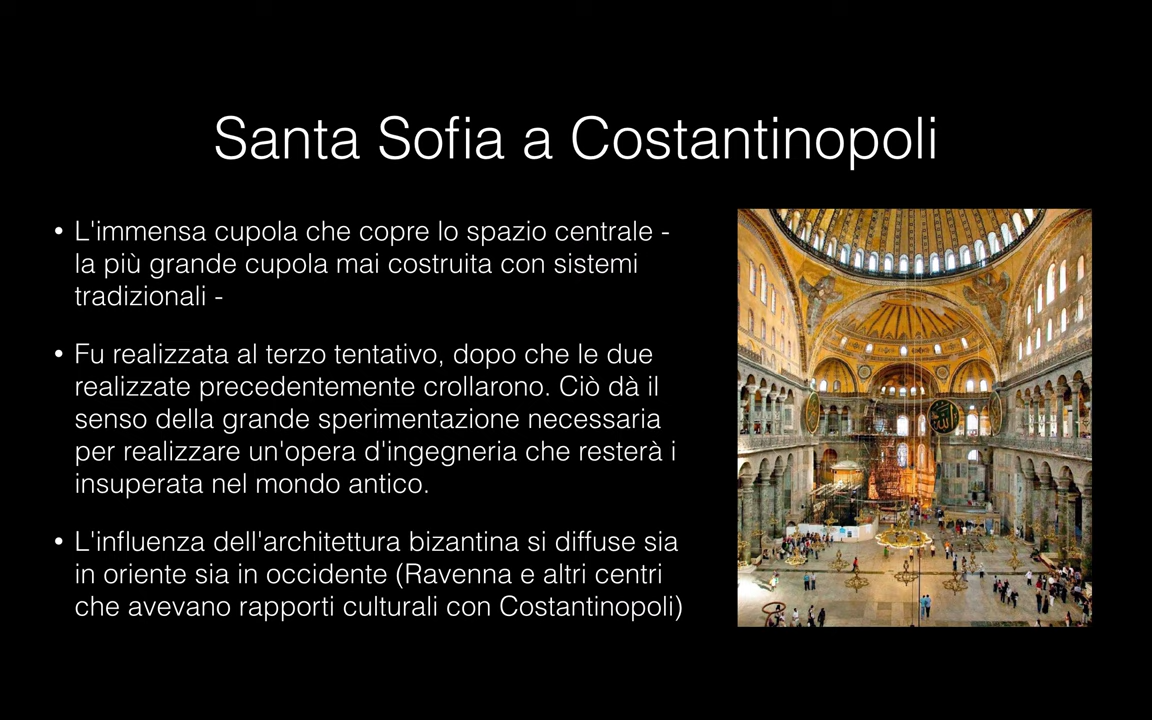 Santa Sofia a Costantinopoli
• L'immensa cupola che copre lo spazio centrale -
la più grande cupola mai costruita con sistemi
tradizionali -
• Fu realizzata al terzo tentativo, dopo che le due
realizzate precedentemente crollarono. Ciò dà il
senso della grande sperimentazione necessaria
per realizzare un'opera d'ingegneria che resterà i
insuperata nel mondo antico.
• L'influenza dell'architettura bizantina si diffuse sia
in oriente sia in occidente (Ravenna e altri centri
che avevano rapporti culturali con Costantinopoli)